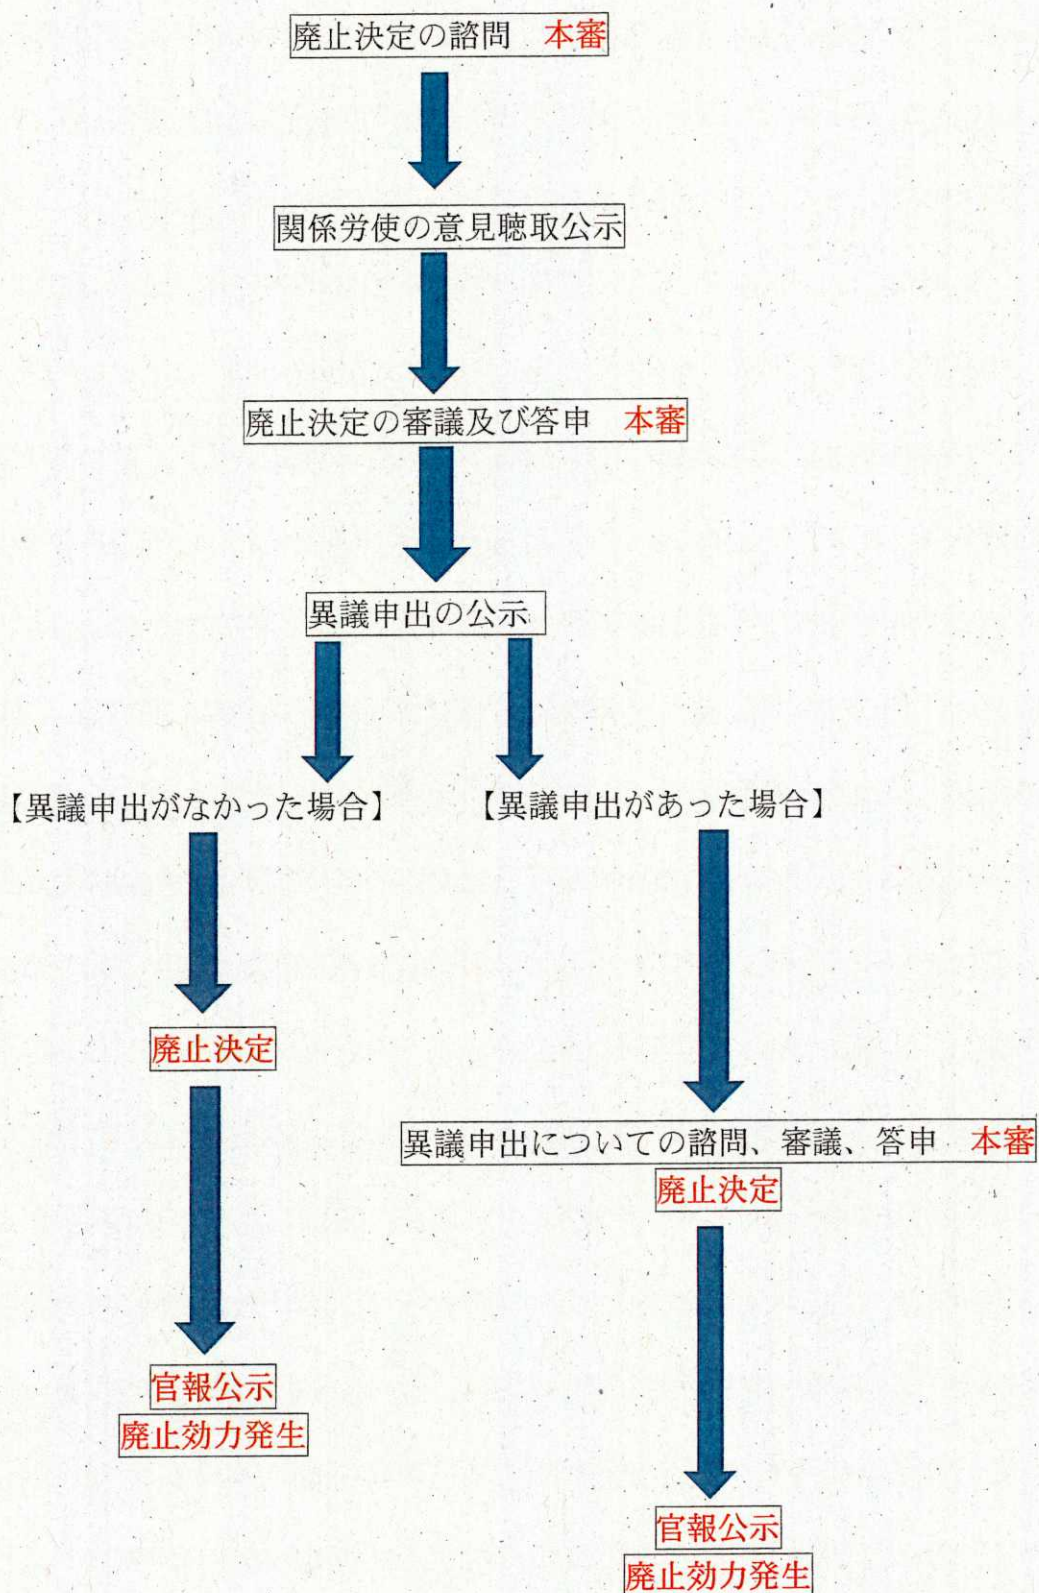 廃止決定の諮問　本審
関係労使の意見聴取公示
廃止決定の審議及び答申　本審
異議申出の公示
【異議申出がなかった場合】
【異議申出があった場合】
廃止決定
異議申出についての諮問、審議、答申　本審
廃止決定
官報公示
廃止効力発生
官報公示
廃止効力発生